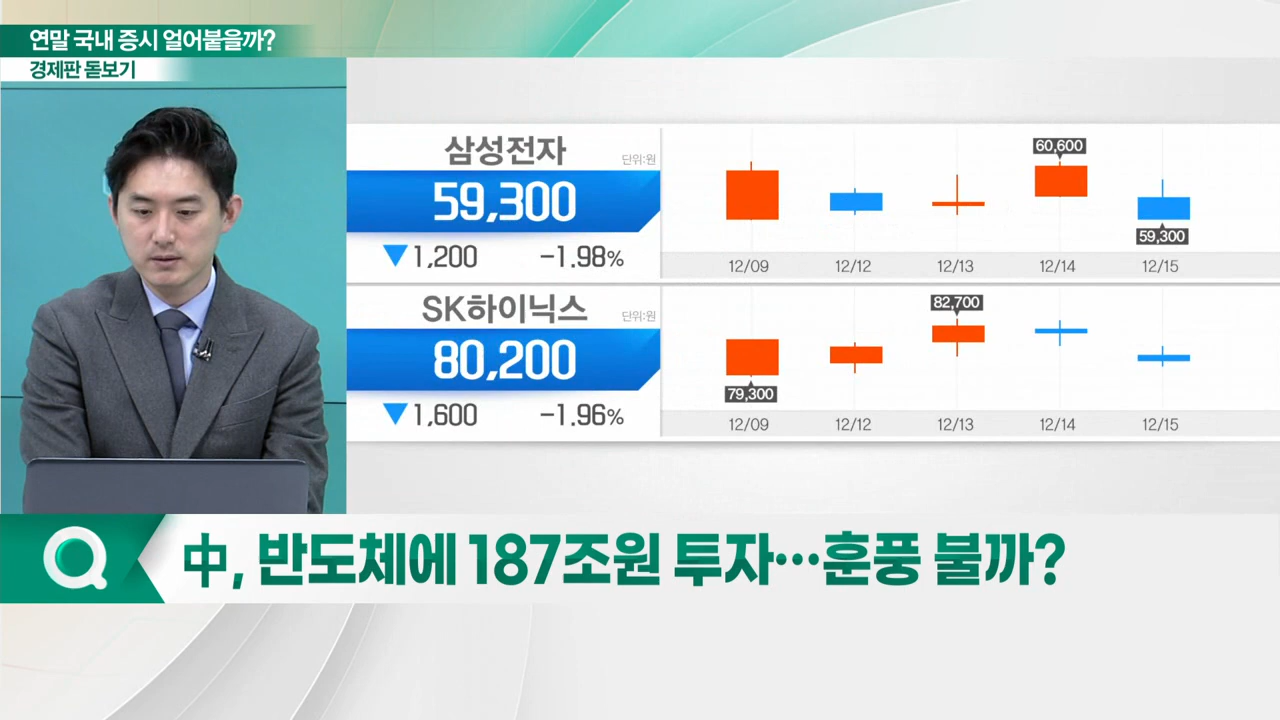 연말 국내 증시 얼어붙을까?
경제판 돋보기
삼성전자
단위:원
59,300
▼1,200 -1.98%
60,600
59,300
12/09 12/12 12/13 12/14 12/15
SK하이닉스
단위:원
80,200
▼1,600 -1.96%
82,700
79,300
12/09 12/12 12/13 12/14 12/15
Q 中, 반도체에 187조원 투자…훈풍 불까?